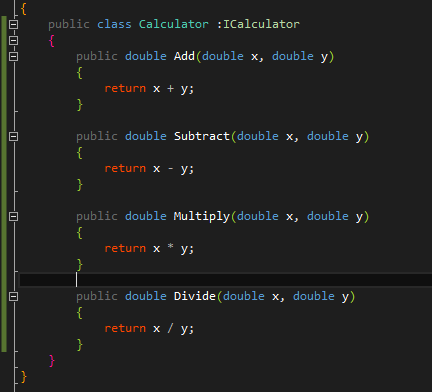 {
public class Calculator :ICalculator
{
public double Add(double x, double y)
{
return x + y;
}
public double Subtract(double x, double y)
{
return x - y;
}
public double Multiply(double x, double y)
{
return x * y;
}
public double Divide(double x, double y)
{
return x / y;
}
}
}